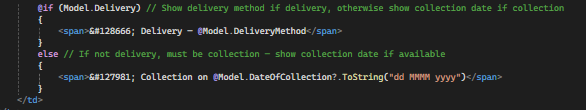 @if (Model.Delivery) // Show delivery method if delivery, otherwise show collection date if collection
{
<span>&#128666; Delivery — @Model.DeliveryMethod</span>
}
else // If not delivery, must be collection — show collection date if available
{
<span>&#127981; Collection on @Model.DateOfCollection?.ToString("dd MMMM yyyy")</span>
}
</td>